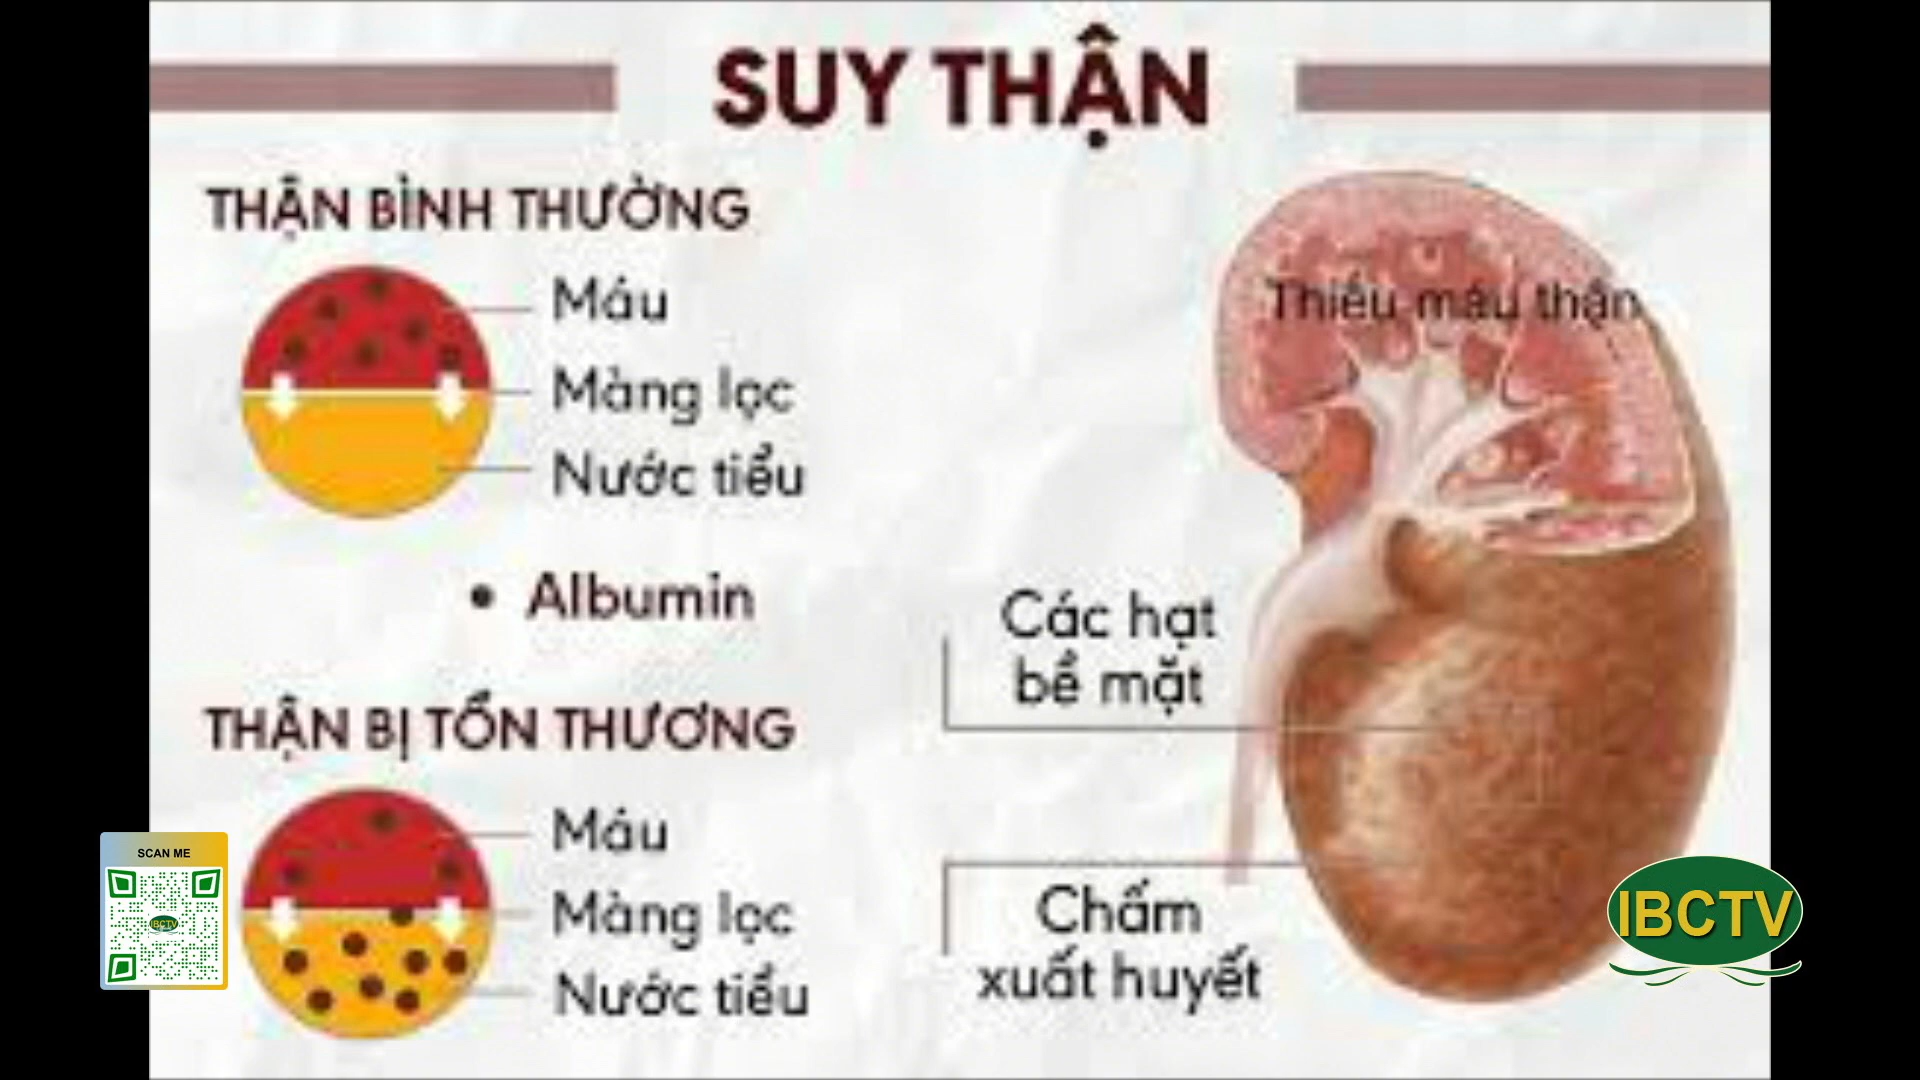 SUY THẬN
THẬN BÌNH THƯỜNG
Máu
Màng lọc
Nước tiểu
Albumin
THẬN BỊ TỔN THƯƠNG
Máu
Màng lọc
Nước tiểu
Thiếu máu thận
Các hạt
bề mặt
Chấm
xuất huyết
SCAN ME
IBCTV
IBCTV